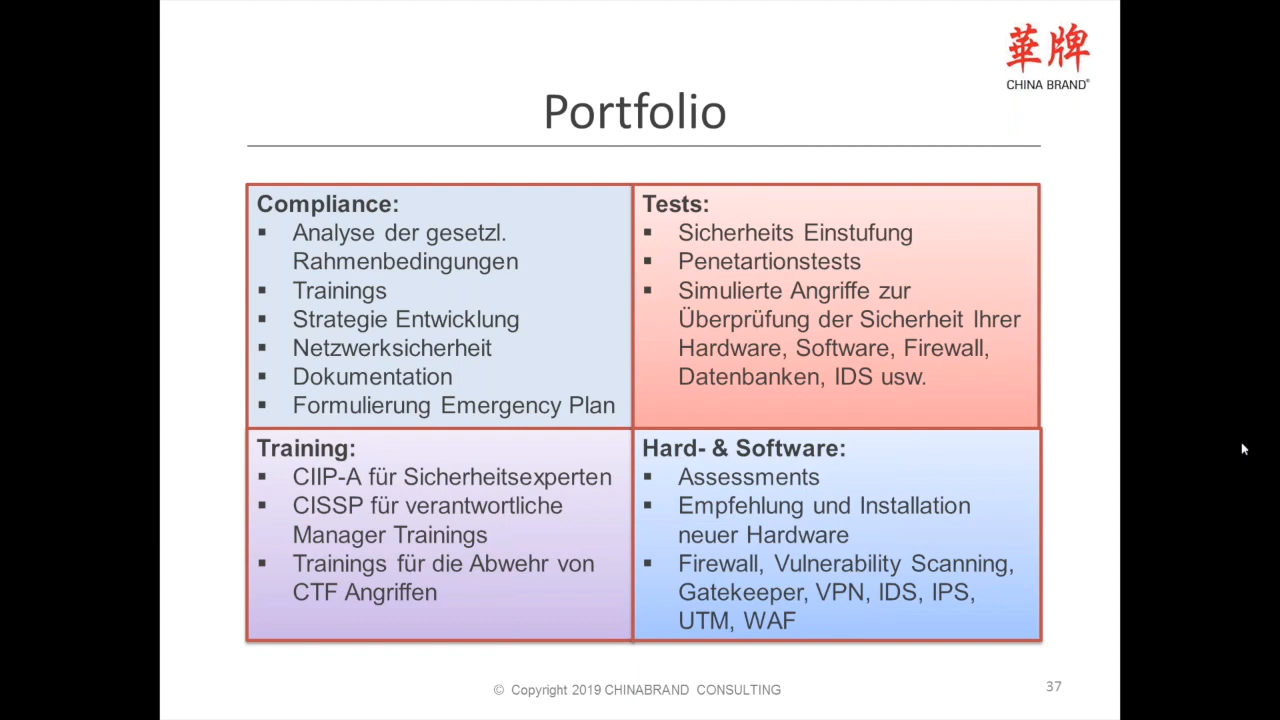 華牌
CHINA BRAND®
Portfolio
Compliance:
▪ Analyse der gesetzl.
Rahmenbedingungen
▪ Trainings
▪ Strategie Entwicklung
▪ Netzwerksicherheit
▪ Dokumentation
▪ Formulierung Emergency Plan
Tests:
▪ Sicherheits Einstufung
▪ Penetartionstests
▪ Simulierte Angriffe zur
Überprüfung der Sicherheit Ihrer
Hardware, Software, Firewall,
Datenbanken, IDS usw.
Training:
▪ CIIP-A für Sicherheitsexperten
▪ CISSP für verantwortliche
Manager Trainings
▪ Trainings für die Abwehr von
CTF Angriffen
Hard- & Software:
▪ Assessments
▪ Empfehlung und Installation
neuer Hardware
▪ Firewall, Vulnerability Scanning,
Gatekeeper, VPN, IDS, IPS,
UTM, WAF
© Copyright 2019 CHINABRAND CONSULTING
37